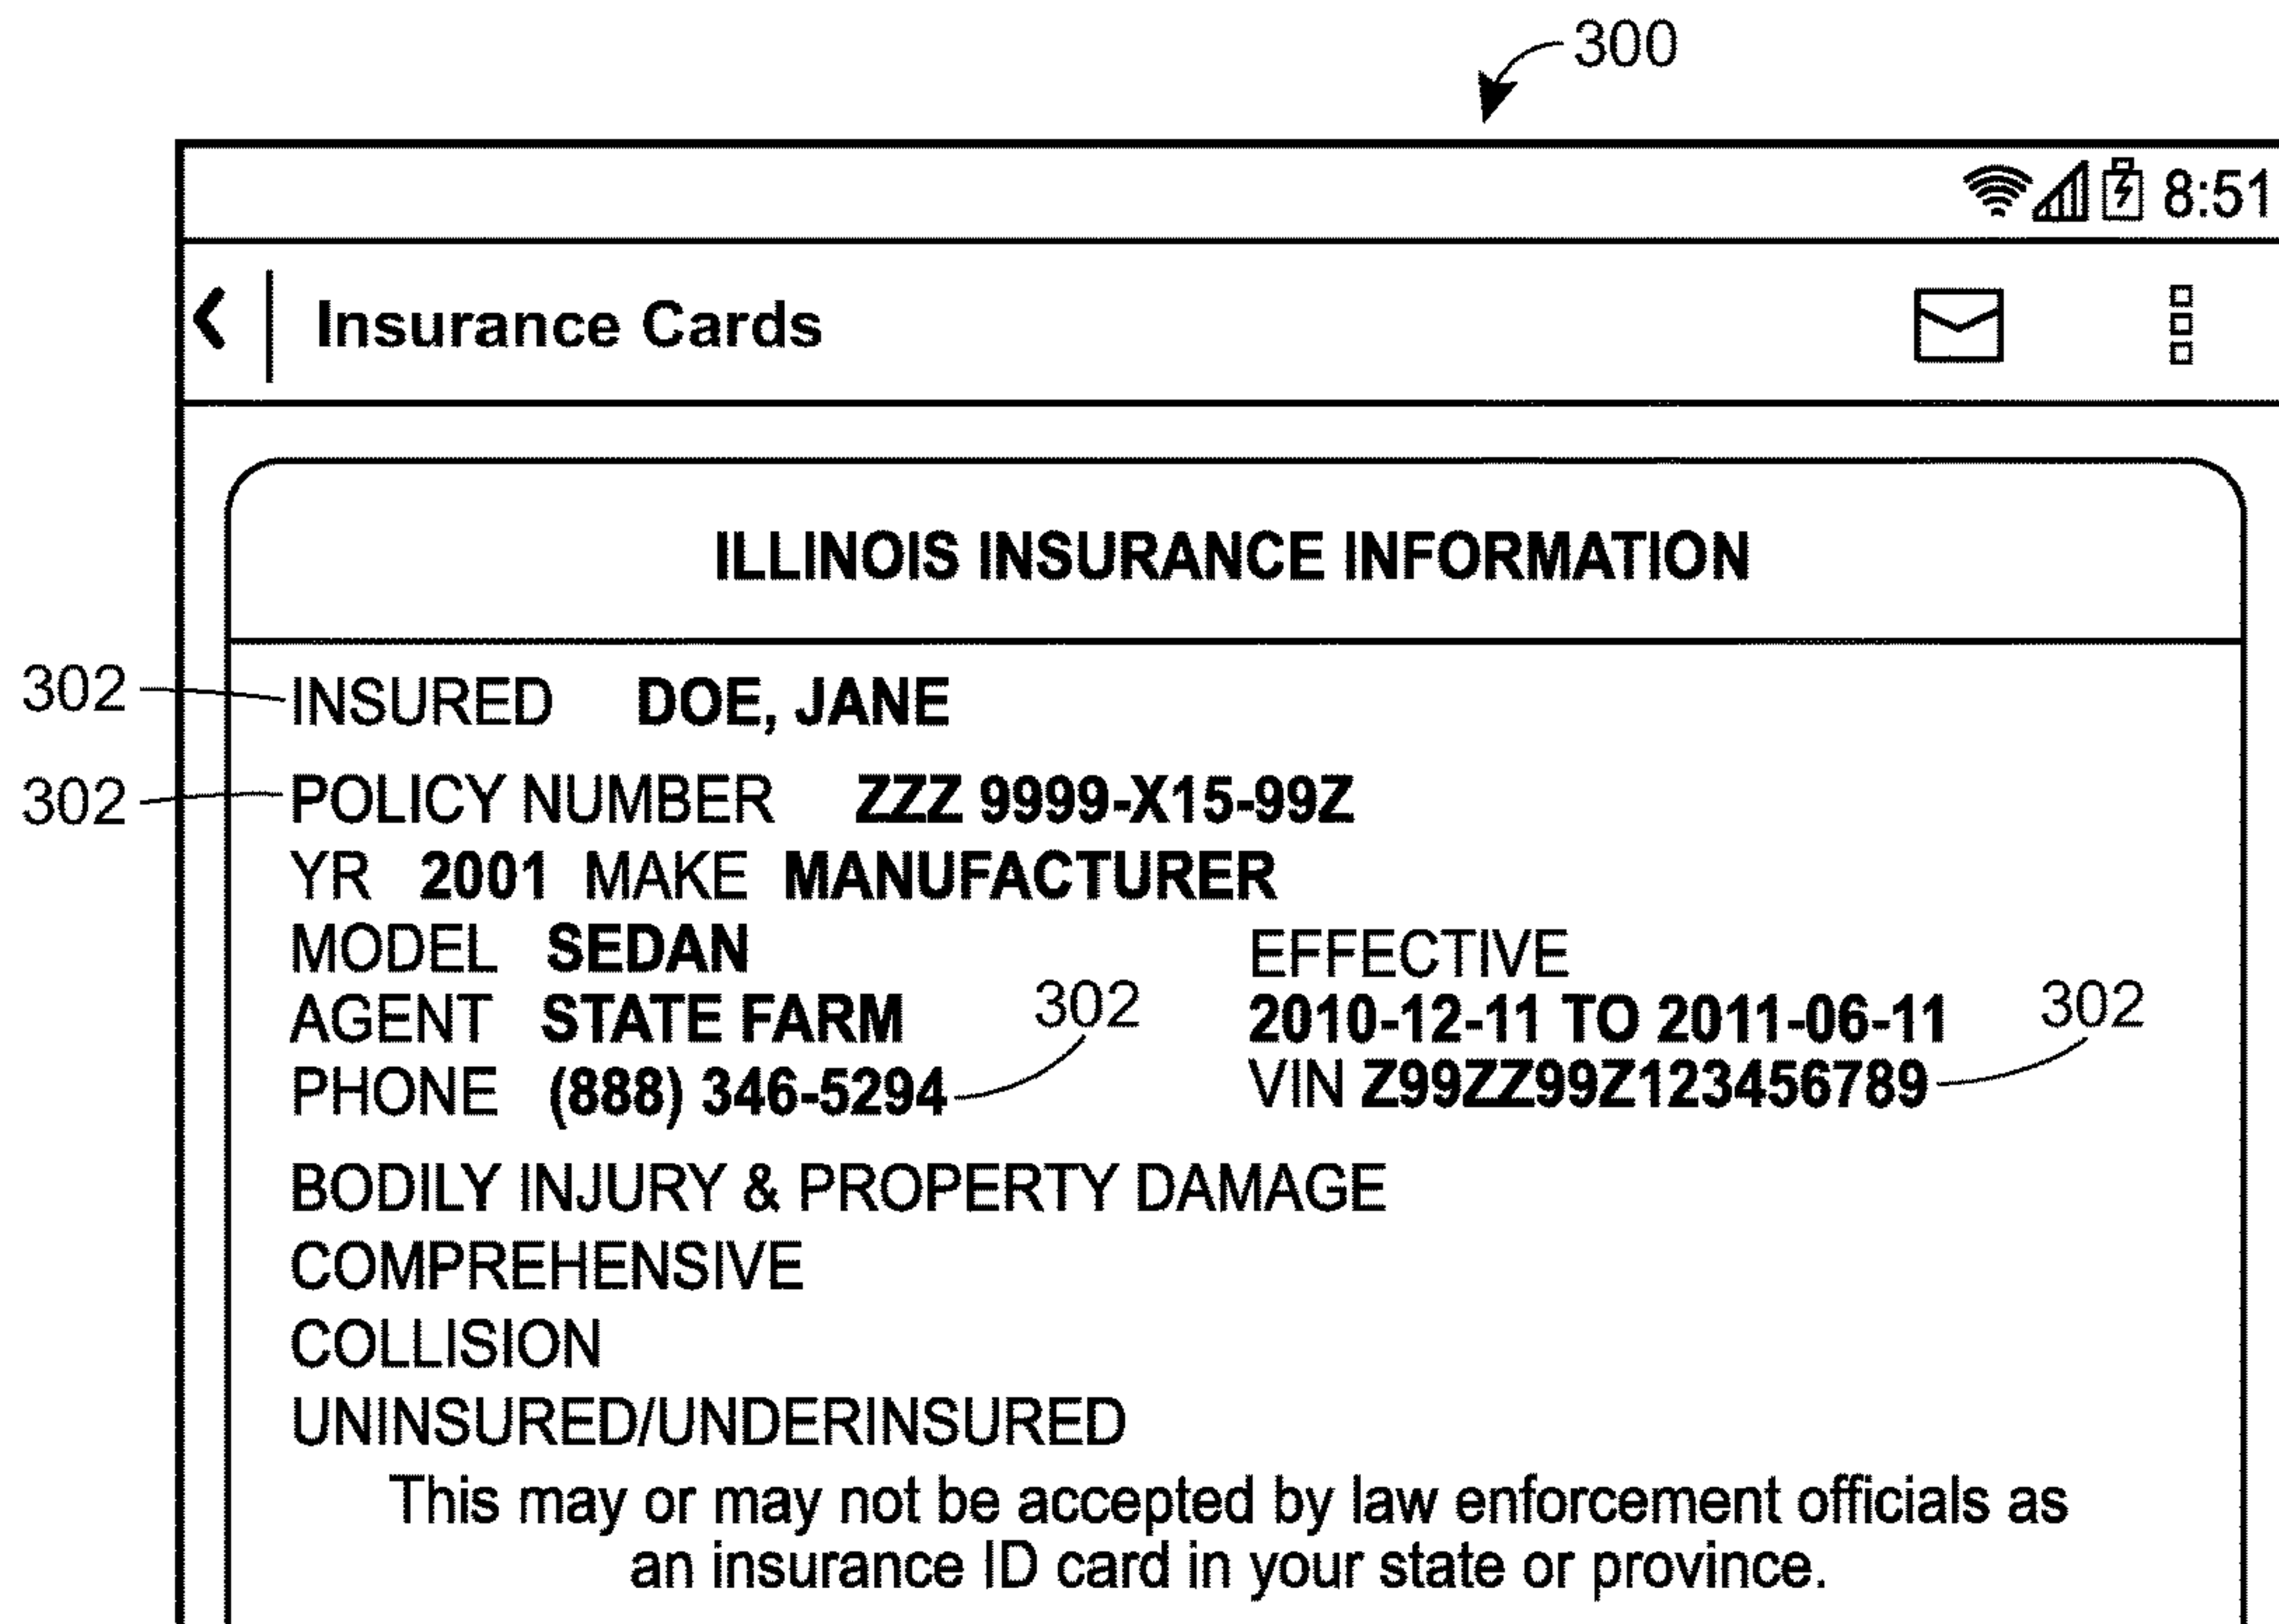 300
8:51
Insurance Cards
ILLINOIS INSURANCE INFORMATION
302 INSURED DOE, JANE
302 POLICY NUMBER ZZZ 9999-X15-99Z
YR 2001 MAKE MANUFACTURER
MODEL SEDAN
AGENT STATE FARM 302
PHONE (888) 346-5294
EFFECTIVE
2010-12-11 TO 2011-06-11 302
VIN Z99ZZ99Z123456789
BODILY INJURY & PROPERTY DAMAGE
COMPREHENSIVE
COLLISION
UNINSURED/UNDERINSURED
This may or may not be accepted by law enforcement officials as
an insurance ID card in your state or province.